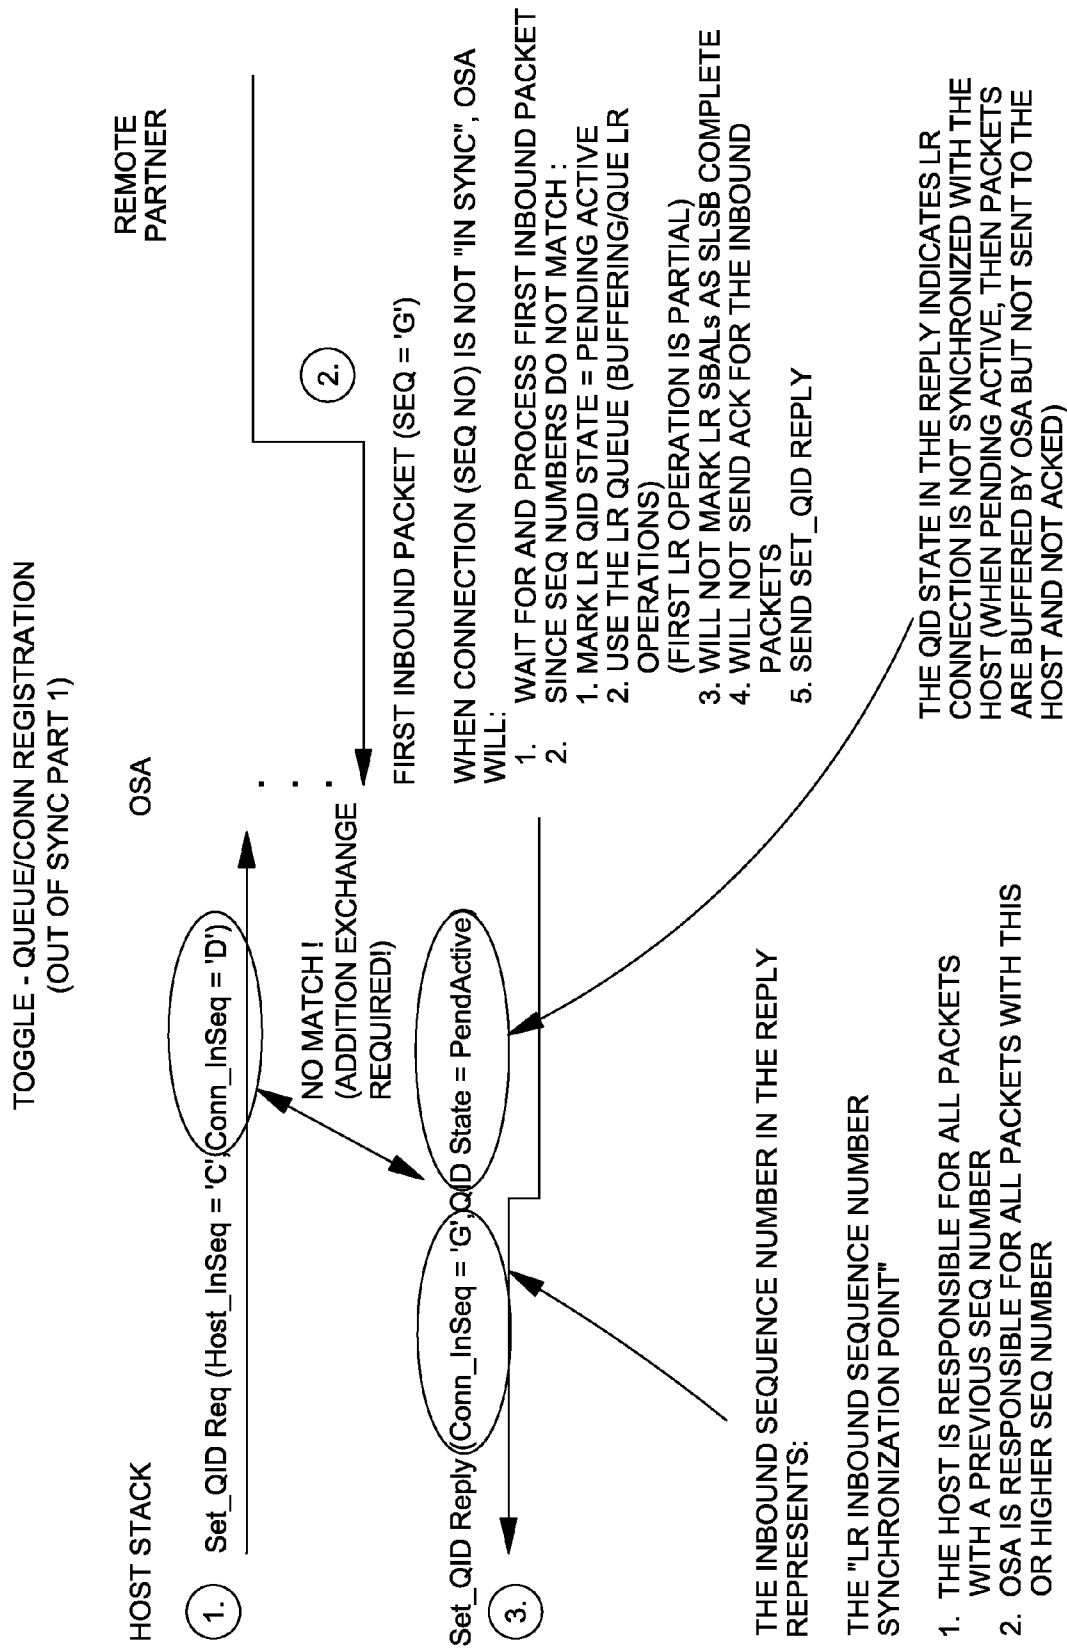 TOGGLE - QUEUE/CONN REGISTRATION
(OUT OF SYNC PART 1)
HOST STACK
OSA
REMOTE
PARTNER
1.
Set_QID Req (Host_InSeq = 'C',Conn_InSeq = 'D')
NO MATCH !
(ADDITION EXCHANGE
REQUIRED!)
2.
FIRST INBOUND PACKET (SEQ = 'G')
Set_QID Reply (Conn_InSeq = 'G',QID State = PendActive)
3.
WHEN CONNECTION (SEQ NO) IS NOT "IN SYNC", OSA
WILL:
1. WAIT FOR AND PROCESS FIRST INBOUND PACKET
2. SINCE SEQ NUMBERS DO NOT MATCH :
1. MARK LR QID STATE = PENDING ACTIVE
2. USE THE LR QUEUE (BUFFERING/QUE LR
OPERATIONS)
(FIRST LR OPERATION IS PARTIAL)
3. WILL NOT MARK LR SBALs AS SLSB COMPLETE
4. WILL NOT SEND ACK FOR THE INBOUND
PACKETS
5. SEND SET_QID REPLY
THE INBOUND SEQUENCE NUMBER IN THE REPLY
REPRESENTS:
THE "LR INBOUND SEQUENCE NUMBER
SYNCHRONIZATION POINT"
1. THE HOST IS RESPONSIBLE FOR ALL PACKETS
WITH A PREVIOUS SEQ NUMBER
2. OSA IS RESPONSIBLE FOR ALL PACKETS WITH THIS
OR HIGHER SEQ NUMBER
THE QID STATE IN THE REPLY INDICATES LR
CONNECTION IS NOT SYNCHRONIZED WITH THE
HOST (WHEN PENDING ACTIVE, THEN PACKETS
ARE BUFFERED BY OSA BUT NOT SENT TO THE
HOST AND NOT ACKED)